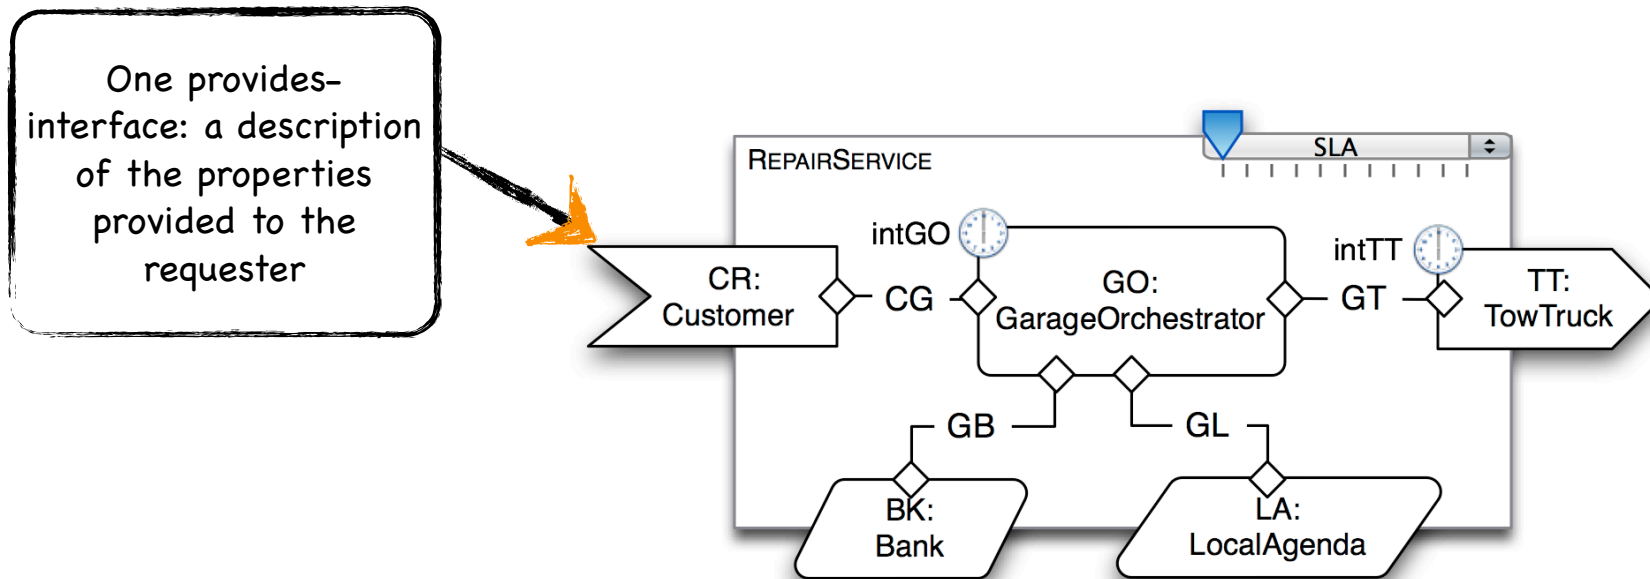 One provides-
interface: a description
of the properties
provided to the
requester
REPAIRSERVICE
SLA
intGO
intTT
CR:
Customer
CG
GO:
GarageOrchestrator
GT
TT:
TowTruck
GB
GL
BK:
Bank
LA:
LocalAgenda